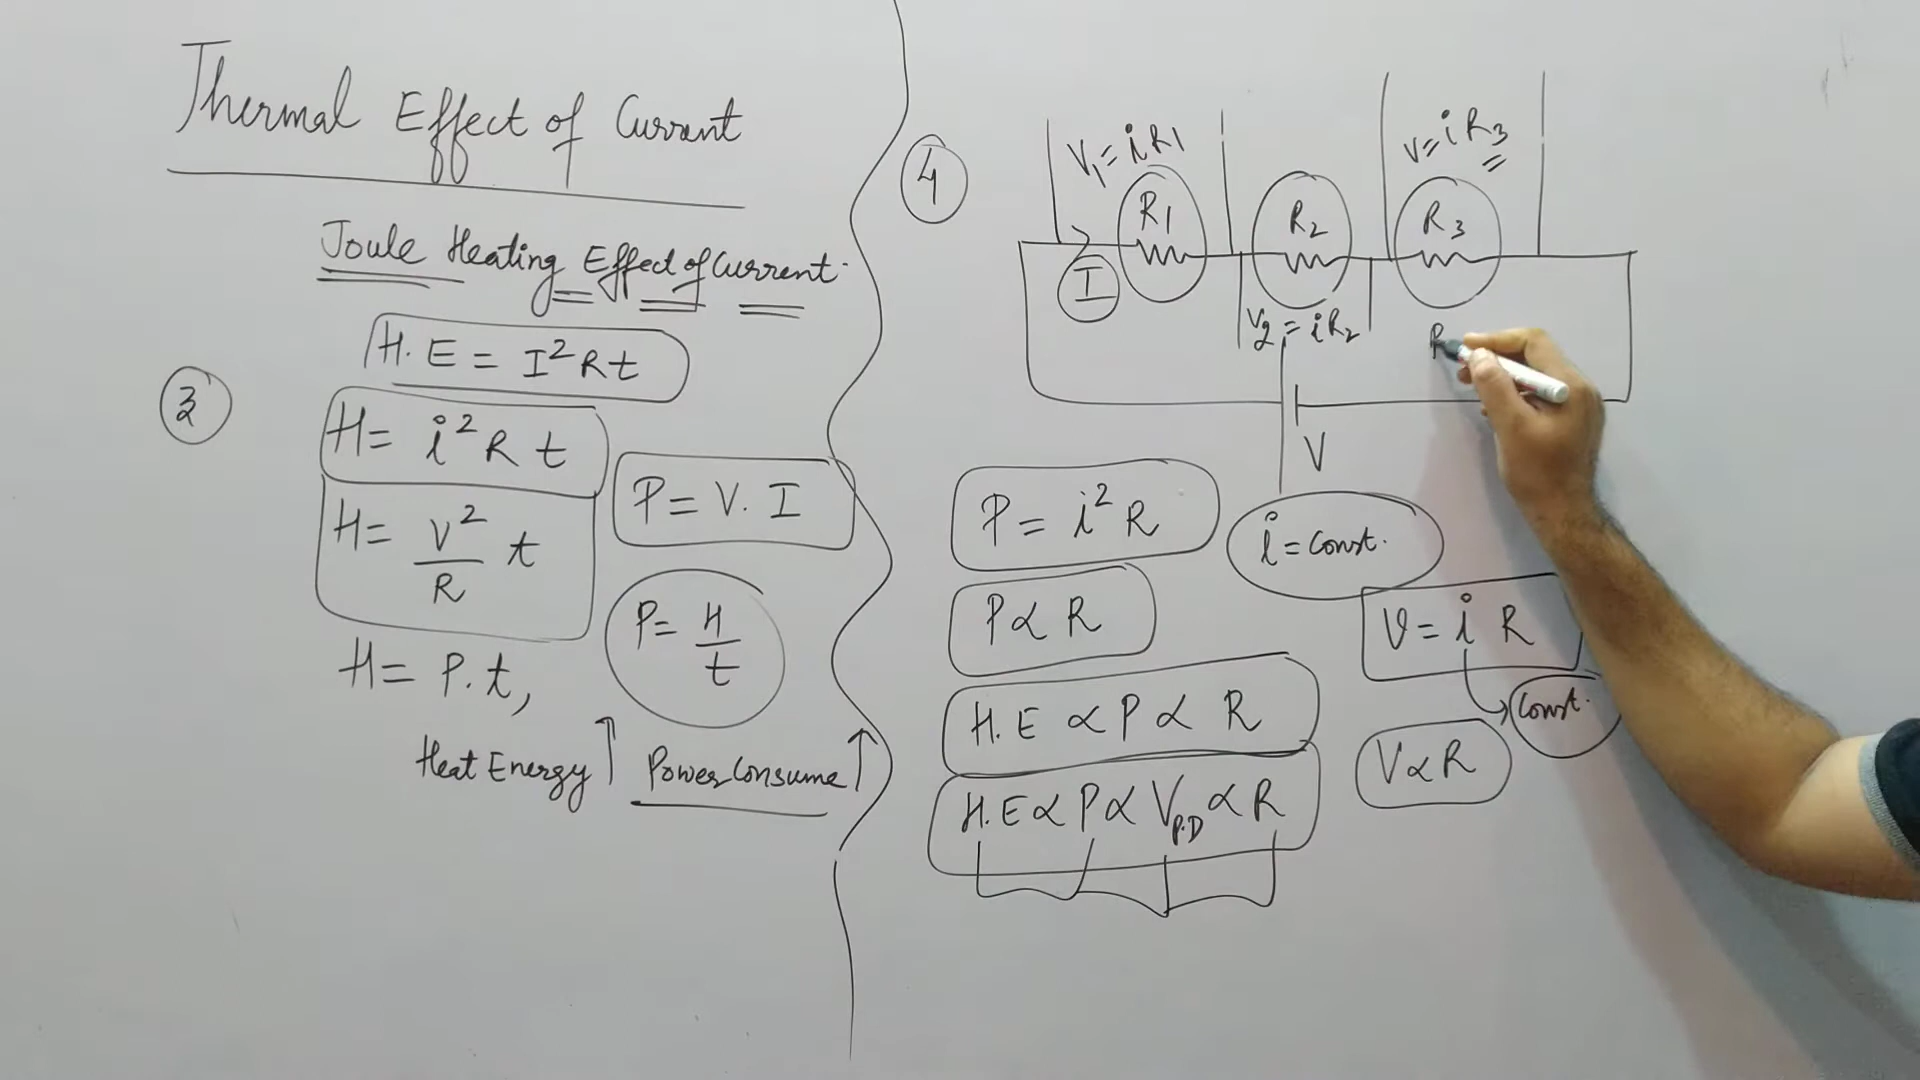 Thermal Effect of Current
Joule Heating Effect of Current.
H.E = I²Rt
3
H = i²Rt
H = V²/R t
P = V.I
P = H/t
H = P.t,
Heat Energy ↑ Power Consume ↑
4
V₁ = iR1
V = iR3
R1
R2
R3
I
V2 = iR2
R
V
P = i²R
i = Const.
P ∝ R
V = i R
Const.
H.E ∝ P ∝ R
V ∝ R
H.E ∝ P ∝ V P.D ∝ R